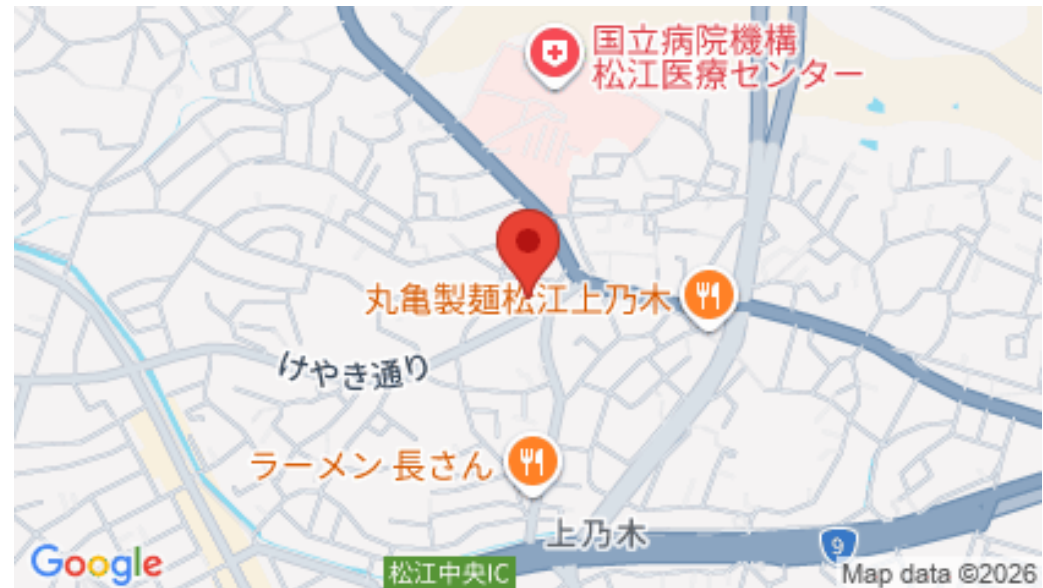 国立病院機構
松江医療センター
丸亀製麺松江上乃木
けやき通り
ラーメン 長さん
上乃木
9
Google
松江中央IC
Map data ©2026